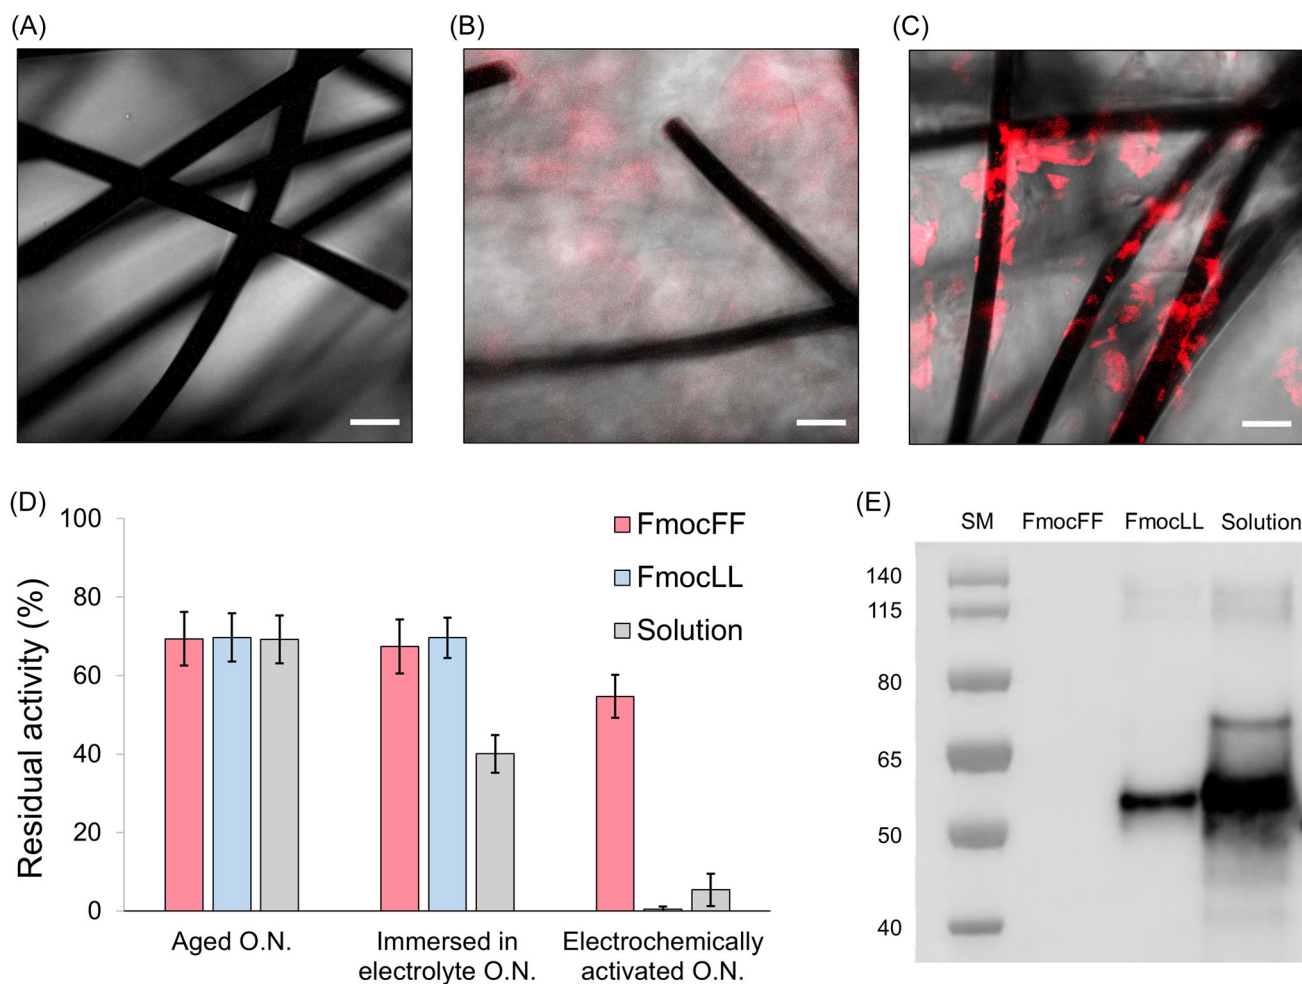 (A)
(B)
(C)
(D)
100
80
60
40
20
0
Residual activity (%)
FmocFF
FmocLL
Solution
Aged O.N.
Immersed in
electrolyte O.N.
Electrochemically
activated O.N.
(E)
SM FmocFF FmocLL Solution
140
115
80
65
50
40